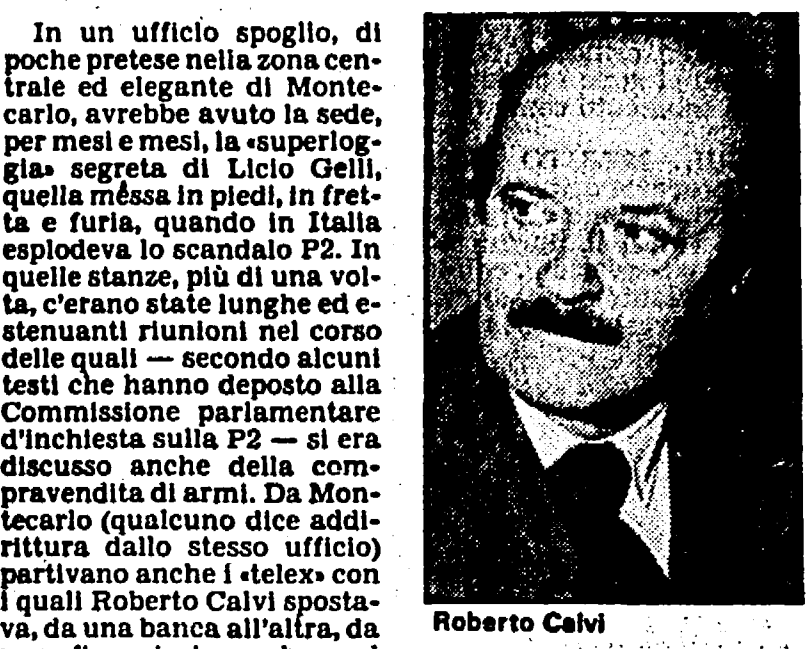 In un ufficio spoglio, di
poche pretese nella zona cen-
trale ed elegante di Monte-
carlo, avrebbe avuto la sede,
per mesi e mesi, la «superlog-
gia» segreta di Licio Gelli,
quella messa in piedi, in fret-
ta e furia, quando in Italia
esplodeva lo scandalo P2. In
quelle stanze, più di una vol-
ta, c'erano state lunghe ed e-
stenuanti riunioni nel corso
delle quali — secondo alcuni
testi che hanno deposto alla
Commissione parlamentare
d'inchiesta sulla P2 — si era
discusso anche della com-
pravendita di armi. Da Mon-
tecarlo (qualcuno dice addi-
rittura dallo stesso ufficio)
partivano anche i «telex» con
i quali Roberto Calvi sposta-
va, da una banca all'altra, da
Roberto Calvi